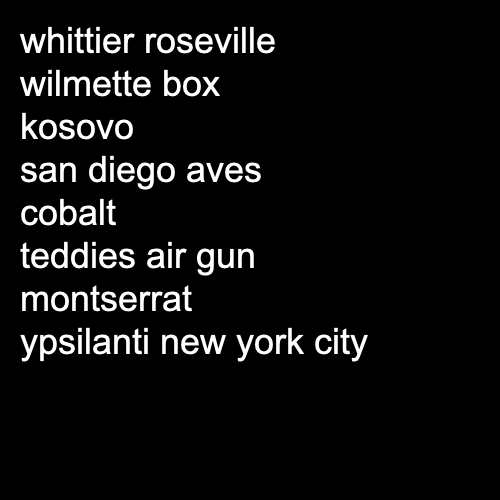 whittier roseville
wilmette box
kosovo
san diego aves
cobalt
teddies air gun
montserrat
ypsilanti new york city